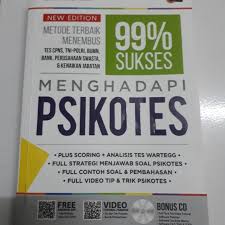 NEW EDITION
METODE TERBAIK
MENEMBUS
TES CPNS, TNI-POLRI, BUMN,
BANK, PERUSAHAAN SWASTA,
& KENAIKAN JABATAN
99%
SUKSES
MENGHADAPI
PSIKOTES
• PLUS SCORING + ANALISIS TES WARTEGG •
• FULL STRATEGI MENJAWAB SOAL PSIKOTES •
• FULL CONTOH SOAL & PEMBAHASAN •
• FULL VIDEO TIP & TRIK PSIKOTES •
FREE
VIDEO
BONUS CD